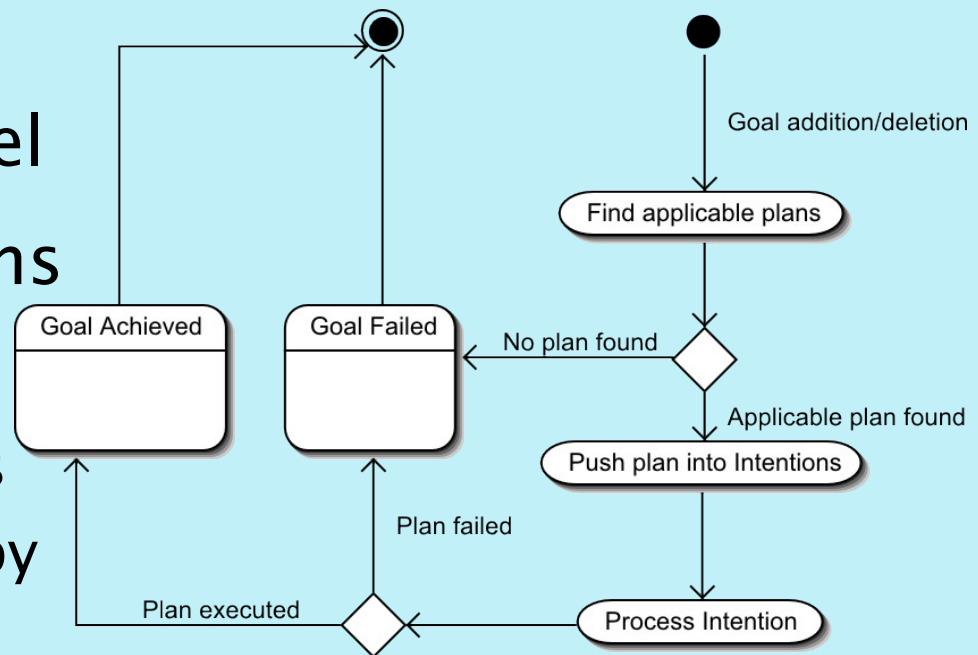 el
ns
s
by
Goal addition/deletion
Find applicable plans
Goal Achieved
Goal Failed
No plan found
Applicable plan found
Push plan into Intentions
Plan failed
Plan executed
Process Intention